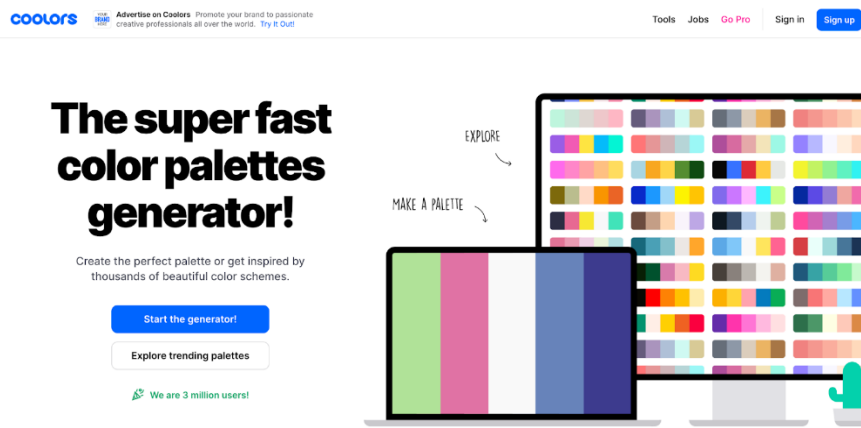 coolors
YOUR
BRAND
HERE
Advertise on Coolors Promote your brand to passionate
creative professionals all over the world. Try It Out!
Tools Jobs Go Pro Sign in Sign up
The super fast
color palettes
generator!
Create the perfect palette or get inspired by
thousands of beautiful color schemes.
Start the generator!
Explore trending palettes
We are 3 million users!
EXPLORE
MAKE A PALETTE